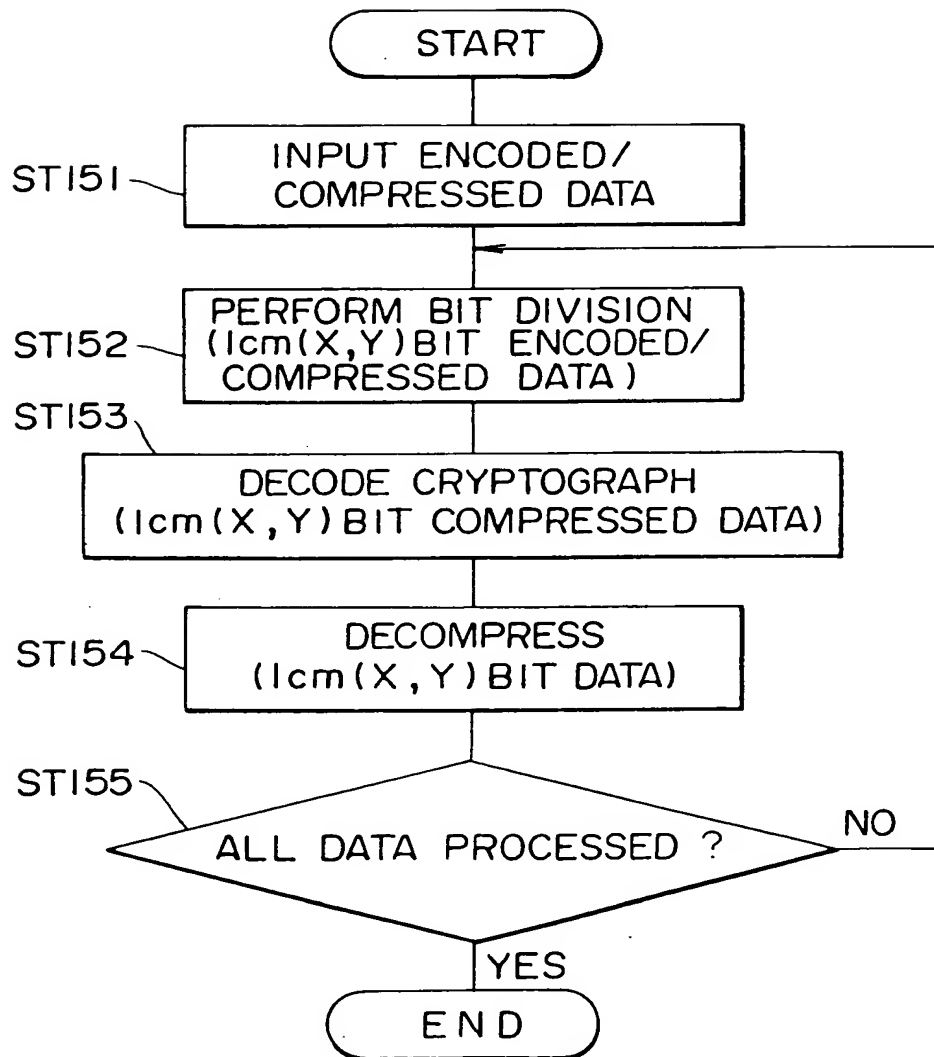 START
ST151
INPUT ENCODED/
COMPRESSED DATA
ST152
PERFORM BIT DIVISION
(lcm(X,Y)BIT ENCODED/
COMPRESSED DATA)
ST153
DECODE CRYPTOGRAPH
(lcm(X,Y)BIT COMPRESSED DATA)
ST154
DECOMPRESS
(lcm(X,Y)BIT DATA)
ST155
ALL DATA PROCESSED ?
NO
YES
END